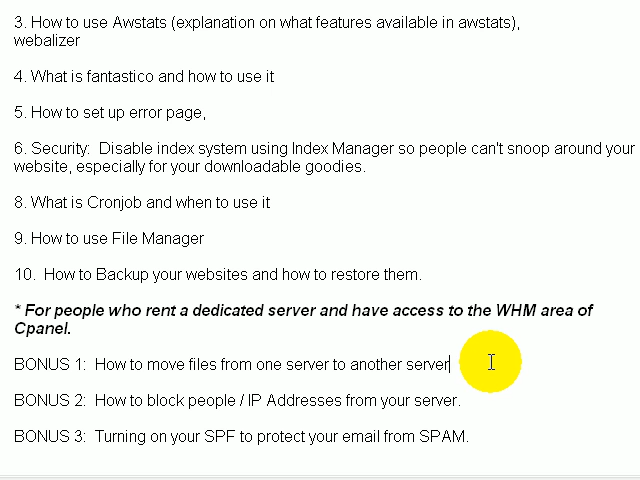 3. How to use Awstats (explanation on what features available in awstats),
webalizer
4. What is fantastico and how to use it
5. How to set up error page,
6. Security:  Disable index system using Index Manager so people can't snoop around your
website, especially for your downloadable goodies.
8. What is Cronjob and when to use it
9. How to use File Manager
10.  How to Backup your websites and how to restore them.
* For people who rent a dedicated server and have access to the WHM area of
Cpanel.
BONUS 1:  How to move files from one server to another server
BONUS 2:  How to block people / IP Addresses from your server.
BONUS 3:  Turning on your SPF to protect your email from SPAM.